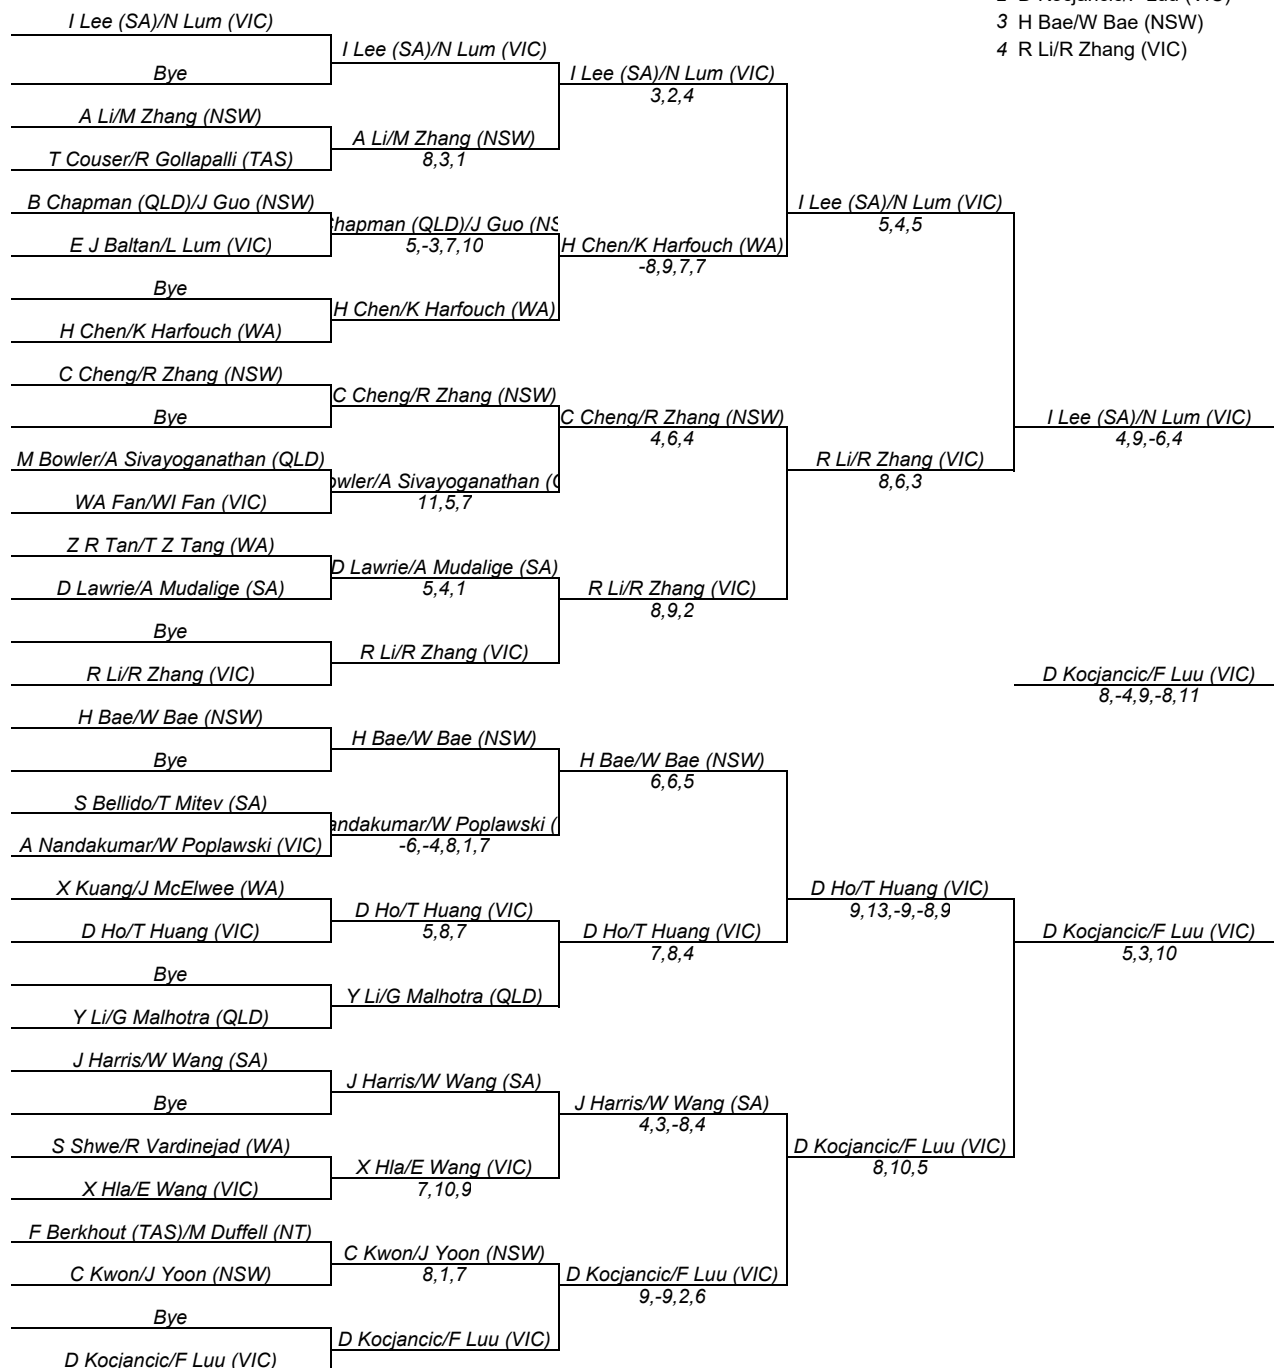 I Lee (SA)/N Lum (VIC)
Bye
A Li/M Zhang (NSW)
T Couser/R Gollapalli (TAS)
B Chapman (QLD)/J Guo (NSW)
E J Baltan/L Lum (VIC)
Bye
H Chen/K Harfouch (WA)
C Cheng/R Zhang (NSW)
Bye
M Bowler/A Sivayoganathan (QLD)
WA Fan/WI Fan (VIC)
Z R Tan/T Z Tang (WA)
D Lawrie/A Mudalige (SA)
Bye
R Li/R Zhang (VIC)
H Bae/W Bae (NSW)
Bye
S Bellido/T Mitev (SA)
A Nandakumar/W Poplawski (VIC)
X Kuang/J McElwee (WA)
D Ho/T Huang (VIC)
Bye
Y Li/G Malhotra (QLD)
J Harris/W Wang (SA)
Bye
S Shwe/R Vardinejad (WA)
X Hla/E Wang (VIC)
F Berkhout (TAS)/M Duffell (NT)
C Kwon/J Yoon (NSW)
Bye
D Kocjancic/F Luu (VIC)
I Lee (SA)/N Lum (VIC)
A Li/M Zhang (NSW)
8,3,1
hapman (QLD)/J Guo (NS
5,-3,7,10
H Chen/K Harfouch (WA)
C Cheng/R Zhang (NSW)
owler/A Sivayoganathan (
11,5,7
D Lawrie/A Mudalige (SA)
5,4,1
R Li/R Zhang (VIC)
H Bae/W Bae (NSW)
andakumar/W Poplawski (
-6,-4,8,1,7
D Ho/T Huang (VIC)
5,8,7
Y Li/G Malhotra (QLD)
J Harris/W Wang (SA)
X Hla/E Wang (VIC)
7,10,9
C Kwon/J Yoon (NSW)
8,1,7
D Kocjancic/F Luu (VIC)
I Lee (SA)/N Lum (VIC)
3,2,4
H Chen/K Harfouch (WA)
-8,9,7,7
C Cheng/R Zhang (NSW)
4,6,4
R Li/R Zhang (VIC)
8,9,2
H Bae/W Bae (NSW)
6,6,5
D Ho/T Huang (VIC)
7,8,4
J Harris/W Wang (SA)
4,3,-8,4
D Kocjancic/F Luu (VIC)
9,-9,2,6
I Lee (SA)/N Lum (VIC)
5,4,5
R Li/R Zhang (VIC)
8,6,3
D Ho/T Huang (VIC)
9,13,-9,-8,9
D Kocjancic/F Luu (VIC)
8,10,5
3 H Bae/W Bae (NSW)
4 R Li/R Zhang (VIC)
I Lee (SA)/N Lum (VIC)
4,9,-6,4
D Kocjancic/F Luu (VIC)
8,-4,9,-8,11
D Kocjancic/F Luu (VIC)
5,3,10